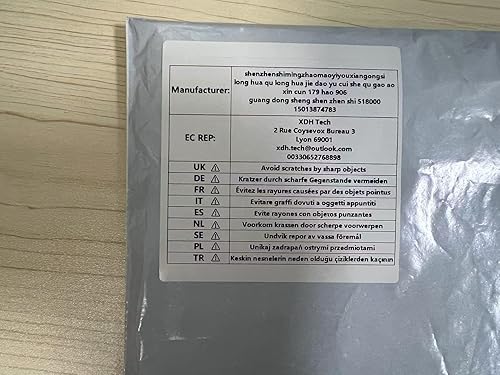 Manufacturer:
shenzhenshimingzhaomaoyiyouxiangongsi
long hua qu long hua jie dao yu cui she qu gao ao
xin cun 179 hao 906
guang dong sheng shen zhen shi 518000
15013874783
EC REP:
XDH Tech
2 Rue Coysevox Bureau 3
Lyon 69001
xdh.tech@outlook.com
00330652768898
UK Avoid scratches by sharp objects
DE Kratzer durch scharfe Gegenstande vermeiden
FR Évitez les rayures causées par des objets pointus
IT Evitare graffi dovuti a oggetti appuntiti
ES Evite rayones con objetos punzantes
NL Voorkom krassen door scherpe voorwerpen
SE Undvik repor av vassa föremål
PL Unikaj zadrapań ostrymi przedmiotami
TR Keskin nesnelerin neden olduğu çiziklerden kaçının